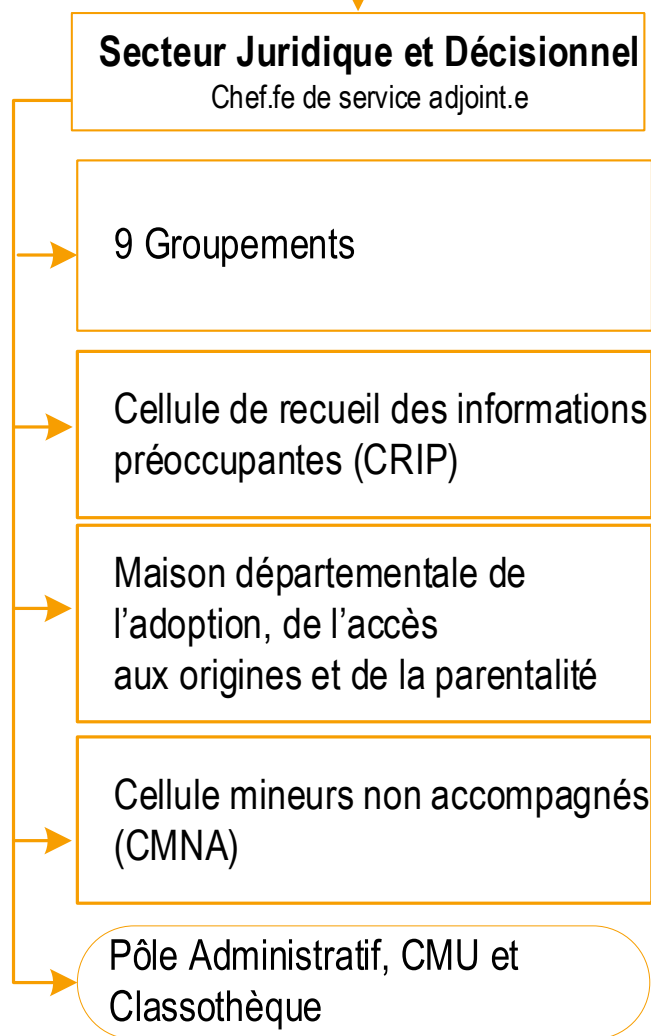 Secteur Juridique et Décisionnel
Chef.fe de service adjoint.e
9 Groupements
Cellule de recueil des informations
préoccupantes (CRIP)
Maison départementale de
l’adoption, de l’accès
aux origines et de la parentalité
Cellule mineurs non accompagnés
(CMNA)
Pôle Administratif, CMU et
Classothèque